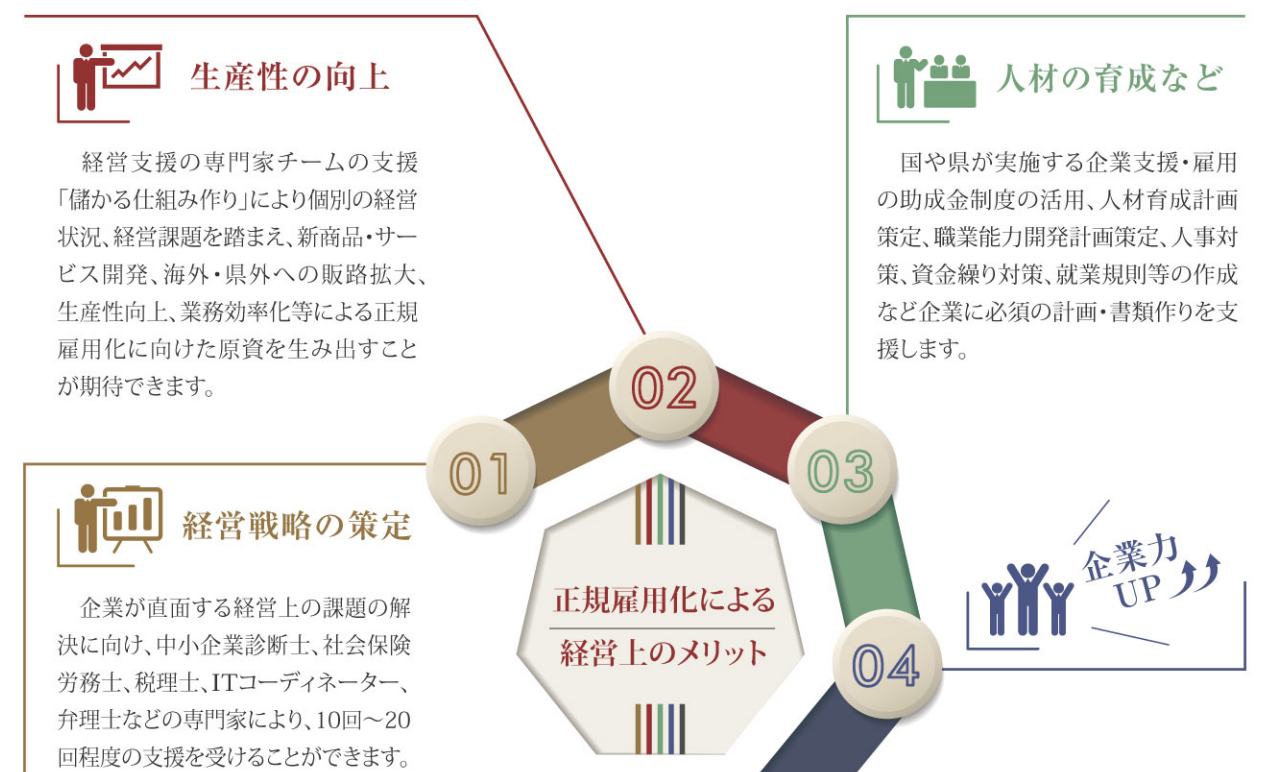 生産性の向上
経営支援の専門家チームの支援
「儲かる仕組み作り」により個別の経営
状況、経営課題を踏まえ、新商品・サー
ビス開発、海外・県外への販路拡大、
生産性向上、業務効率化等による正規
雇用化に向けた原資を生み出すこと
が期待できます。
人材の育成など
国や県が実施する企業支援・雇用
の助成金制度の活用、人材育成計画
策定、職業能力開発計画策定、人事対
策、資金繰り対策、就業規則等の作成
など企業に必須の計画・書類作りを支
援します。
01
02
03
04
経営戦略の策定
企業が直面する経営上の課題の解
決に向け、中小企業診断士、社会保険
労務士、税理士、ITコーディネーター、
弁理士などの専門家により、10回～20
回程度の支援を受けることができます。
正規雇用化による
経営上のメリット
企業力
UP